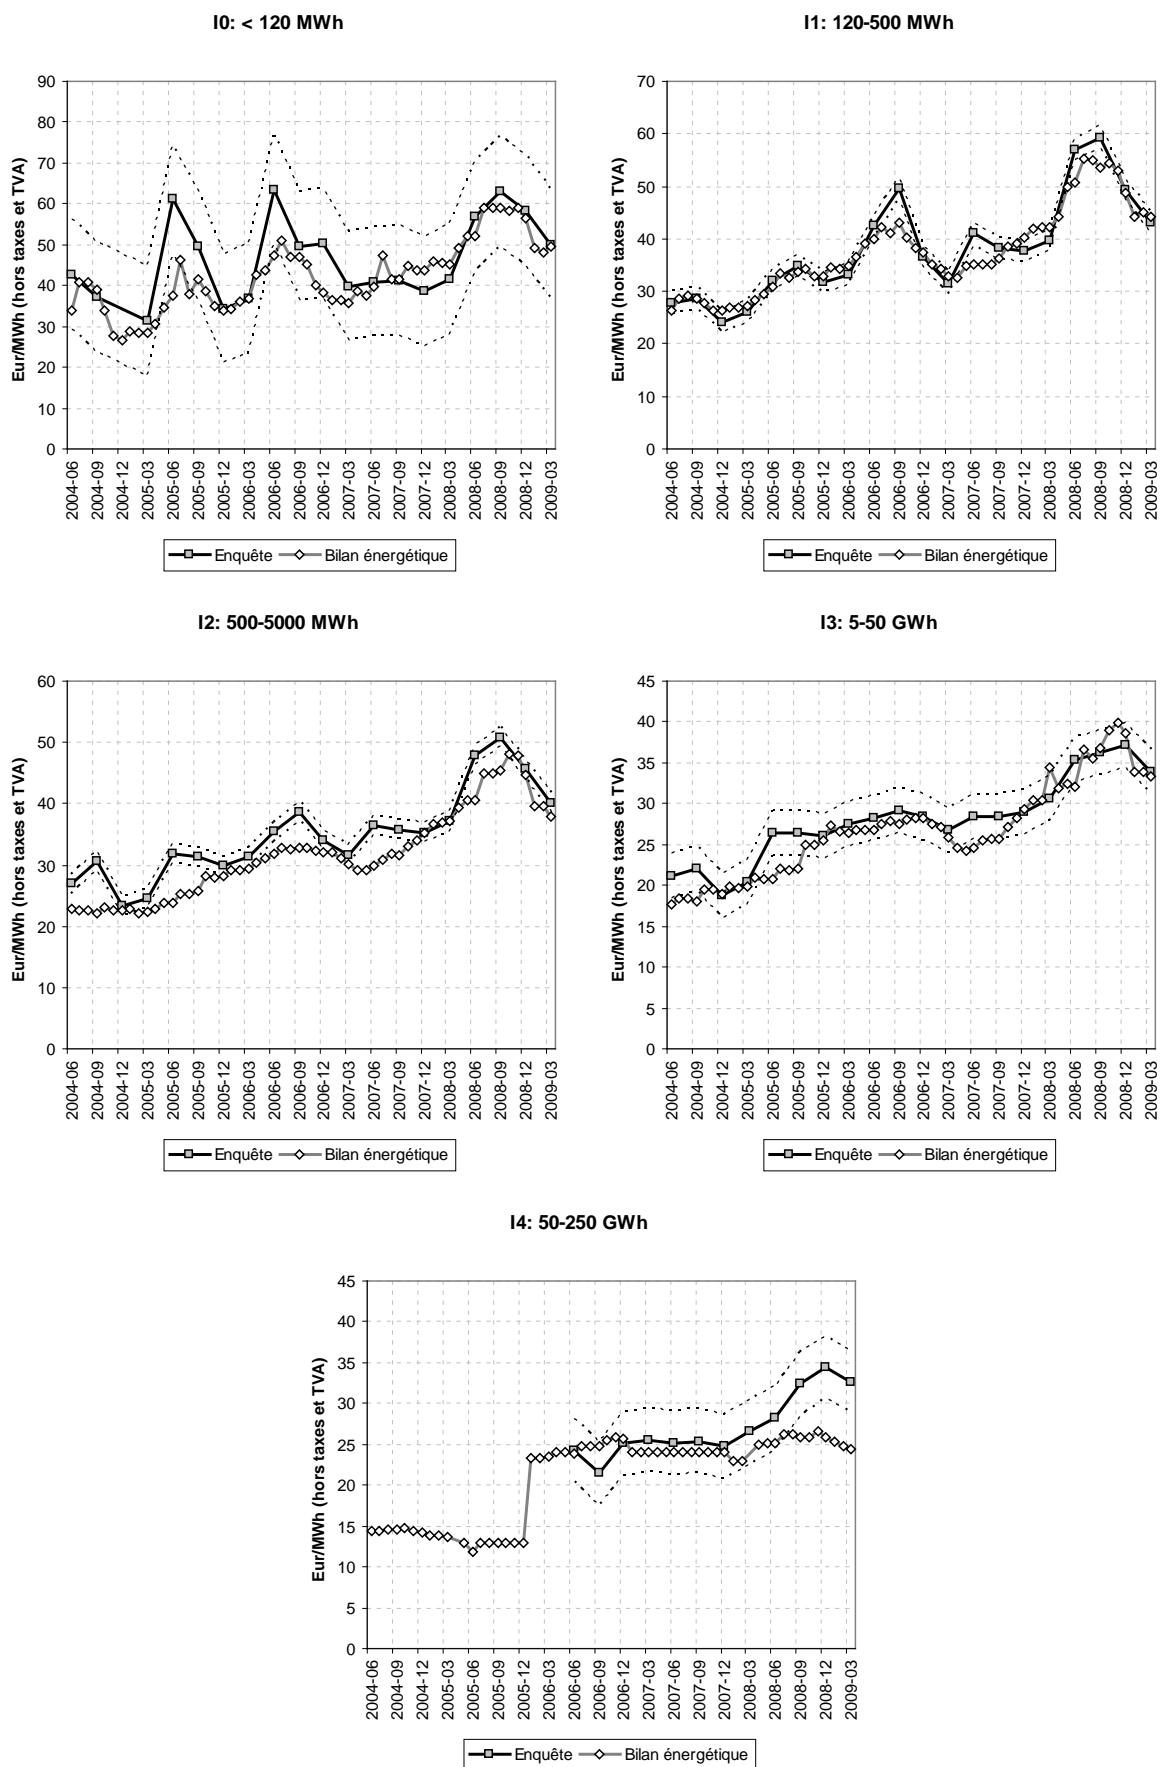 I0: < 120 MWh
Eur/MWh (hors taxes et TVA)
90
80
70
60
50
40
30
20
10
0
2004-06 2004-09 2004-12 2005-03 2005-06 2005-09 2005-12 2006-03 2006-06 2006-09 2006-12 2007-03 2007-06 2007-09 2007-12 2008-03 2008-06 2008-09 2008-12 2009-03
Enquête Bilan énergétique
I1: 120-500 MWh
Eur/MWh (hors taxes et TVA)
70
60
50
40
30
20
10
0
2004-06 2004-09 2004-12 2005-03 2005-06 2005-09 2005-12 2006-03 2006-06 2006-09 2006-12 2007-03 2007-06 2007-09 2007-12 2008-03 2008-06 2008-09 2008-12 2009-03
Enquête Bilan énergétique
I2: 500-5000 MWh
Eur/MWh (hors taxes et TVA)
60
50
40
30
20
10
0
2004-06 2004-09 2004-12 2005-03 2005-06 2005-09 2005-12 2006-03 2006-06 2006-09 2006-12 2007-03 2007-06 2007-09 2007-12 2008-03 2008-06 2008-09 2008-12 2009-03
Enquête Bilan énergétique
I3: 5-50 GWh
Eur/MWh (hors taxes et TVA)
45
40
35
30
25
20
15
10
5
0
2004-06 2004-09 2004-12 2005-03 2005-06 2005-09 2005-12 2006-03 2006-06 2006-09 2006-12 2007-03 2007-06 2007-09 2007-12 2008-03 2008-06 2008-09 2008-12 2009-03
Enquête Bilan énergétique
I4: 50-250 GWh
Eur/MWh (hors taxes et TVA)
45
40
35
30
25
20
15
10
5
0
2004-06 2004-09 2004-12 2005-03 2005-06 2005-09 2005-12 2006-03 2006-06 2006-09 2006-12 2007-03 2007-06 2007-09 2007-12 2008-03 2008-06 2008-09 2008-12 2009-03
Enquête Bilan énergétique